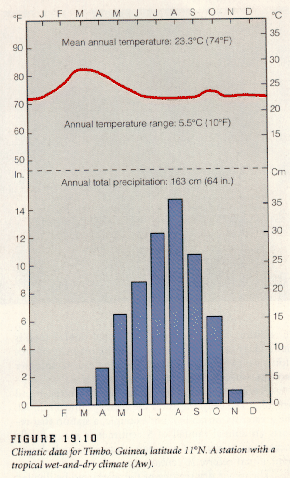 °F J F M A M J J A S O N D °C
90
80
70
60
50
35
30
25
20
15
Mean annual temperature: 23.3°C (74°F)
Annual temperature range: 5.5°C (10°F)
In. Cm
Annual total precipitation: 163 cm (64 in.)
14
12
10
8
6
4
2
0
35
30
25
20
15
10
5
0
J F M A M J J A S O N D
FIGURE 19.10
Climatic data for Timbo, Guinea, latitude 11°N. A station with a
tropical wet-and-dry climate (Aw).